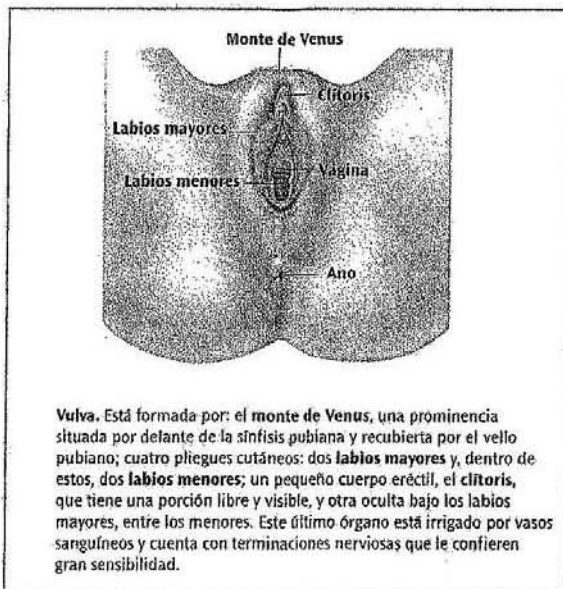 Monte de Venus
Clítoris
Labios mayores
Labios menores
Vagina
Ano
Vulva. Está formada por: el monte de Venus, una prominencia
situada por delante de la sínfisis pubiana y recubierta por el vello
pubiano; cuatro pliegues cutáneos: dos labios mayores y, dentro de
estos, dos labios menores; un pequeño cuerpo eréctil, el clítoris,
que tiene una porción libre y visible, y otra oculta bajo los labios
mayores, entre los menores. Este último órgano está irrigado por vasos
sanguíneos y cuenta con terminaciones nerviosas que le confieren
gran sensibilidad.